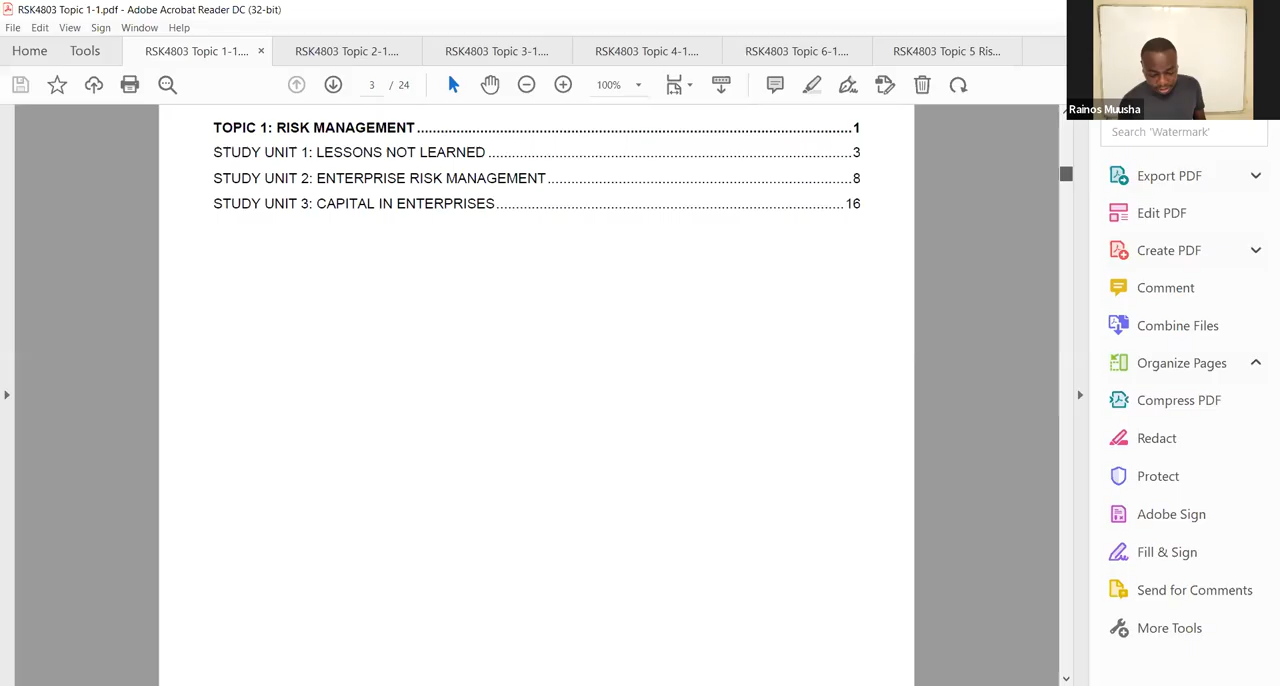 RSK4803 Topic 1-1.pdf - Adobe Acrobat Reader DC (32-bit)
File Edit View Sign Window Help
Home Tools RSK4803 Topic 1-1.... × RSK4803 Topic 2-1.... RSK4803 Topic 3-1.... RSK4803 Topic 4-1.... RSK4803 Topic 6-1.... RSK4803 Topic 5 Ris...
3 / 24 100%
Rainos Muusha
Search 'Watermark'
TOPIC 1: RISK MANAGEMENT ........ 1
STUDY UNIT 1: LESSONS NOT LEARNED ........ 3
STUDY UNIT 2: ENTERPRISE RISK MANAGEMENT ........ 8
STUDY UNIT 3: CAPITAL IN ENTERPRISES ........ 16
Export PDF
Edit PDF
Create PDF
Comment
Combine Files
Organize Pages
Compress PDF
Redact
Protect
Adobe Sign
Fill & Sign
Send for Comments
More Tools